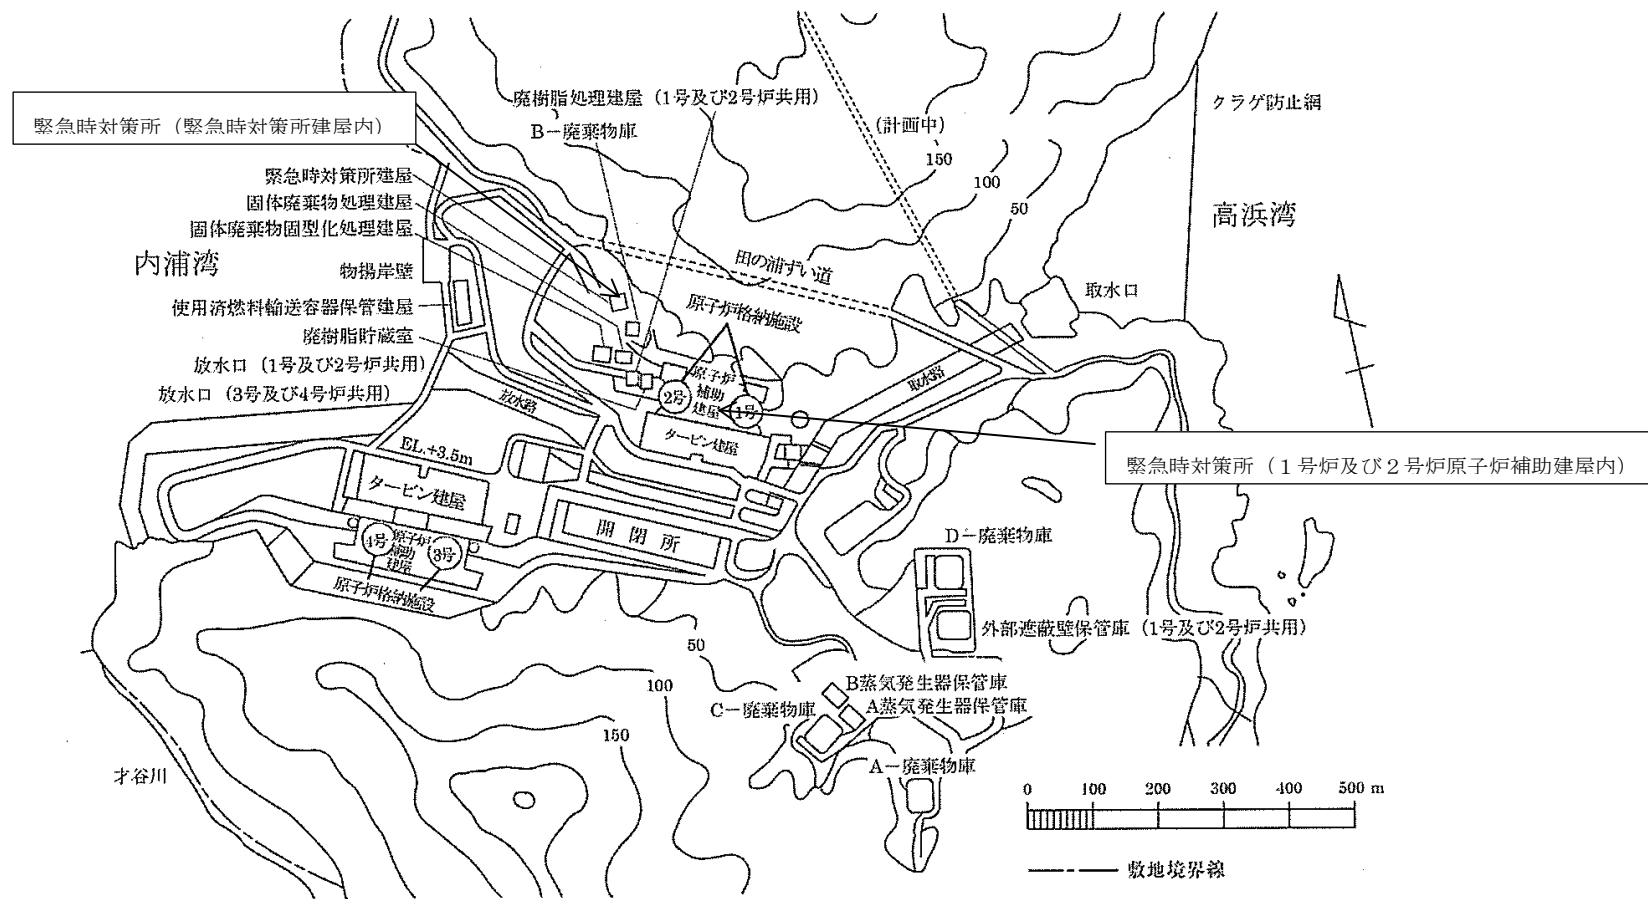 クラゲ防止網
廃樹脂処理建屋（1号及び2号炉共用）
緊急時対策所（緊急時対策所建屋内）
B－廃棄物庫
（計画中）
150
100
50
緊急時対策所建屋
固体廃棄物処理建屋
固体廃棄物固型化処理建屋
高浜湾
内浦湾
物揚岸壁
田の浦ずい道
取水口
使用済燃料輸送容器保管建屋
原子炉格納施設
廃樹脂貯蔵室
放水口（1号及び2号炉共用）
放水口（3号及び4号炉共用）
取水路
放水路
原子炉
補助
建屋
2号
1号
タービン建屋
EL.+3.5m
緊急時対策所（１号炉及び２号炉原子炉補助建屋内）
タービン建屋
開閉所
4号
原子炉
補助
建屋
3号
原子炉格納施設
D－廃棄物庫
外部遮蔽壁保管庫（1号及び2号炉共用）
50
100
150
B蒸気発生器保管庫
A蒸気発生器保管庫
C－廃棄物庫
A－廃棄物庫
才谷川
0 100 200 300 400 500 m
敷地境界線